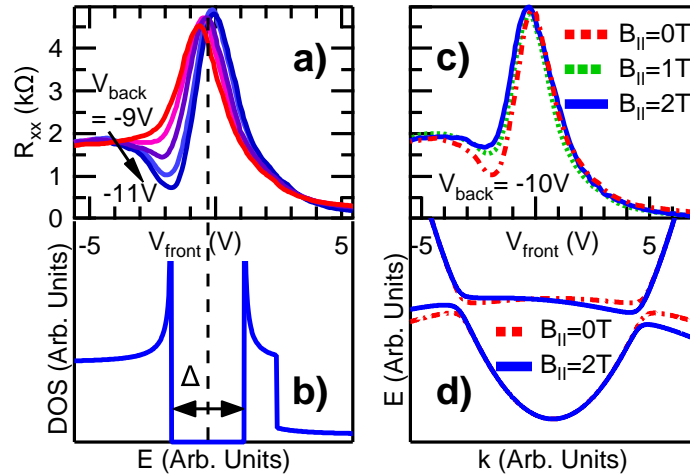 a)
V_back
= -9V
-11V
R_xx (kΩ)
5
4
3
2
1
0
-5 V_front (V) 5
DOS (Arb. Units)
Δ
b)
E (Arb. Units)
c)
B_II=0T
B_II=1T
B_II=2T
V_back = -10V
-5 V_front (V) 5
E (Arb. Units)
B_II=0T
B_II=2T
d)
k (Arb. Units)